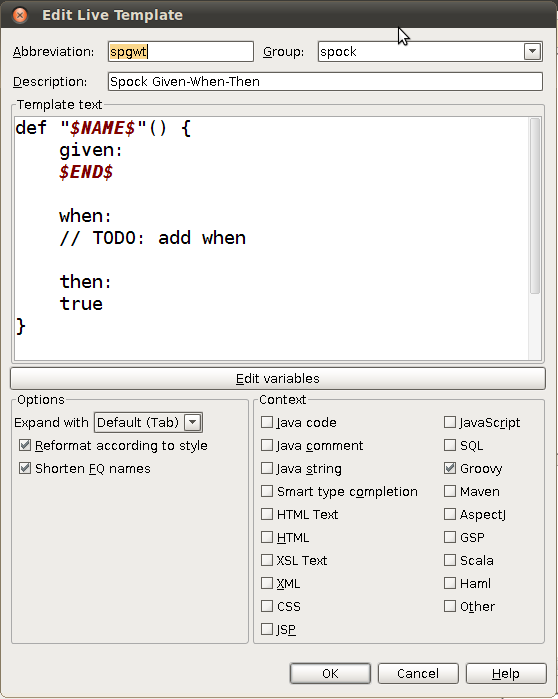 Edit Live Template
Abbreviation: spgwt Group: spock
Description: Spock Given-When-Then
Template text
def "$NAME$"() {
    given:
    $END$

    when:
    // TODO: add when

    then:
    true
}
Edit variables
Options
Expand with Default (Tab)
Reformat according to style
Shorten FQ names
Context
Java code JavaScript
Java comment SQL
Java string Groovy
Smart type completion Maven
HTML Text AspectJ
HTML GSP
XSL Text Scala
XML Haml
CSS Other
JSP
OK Cancel Help